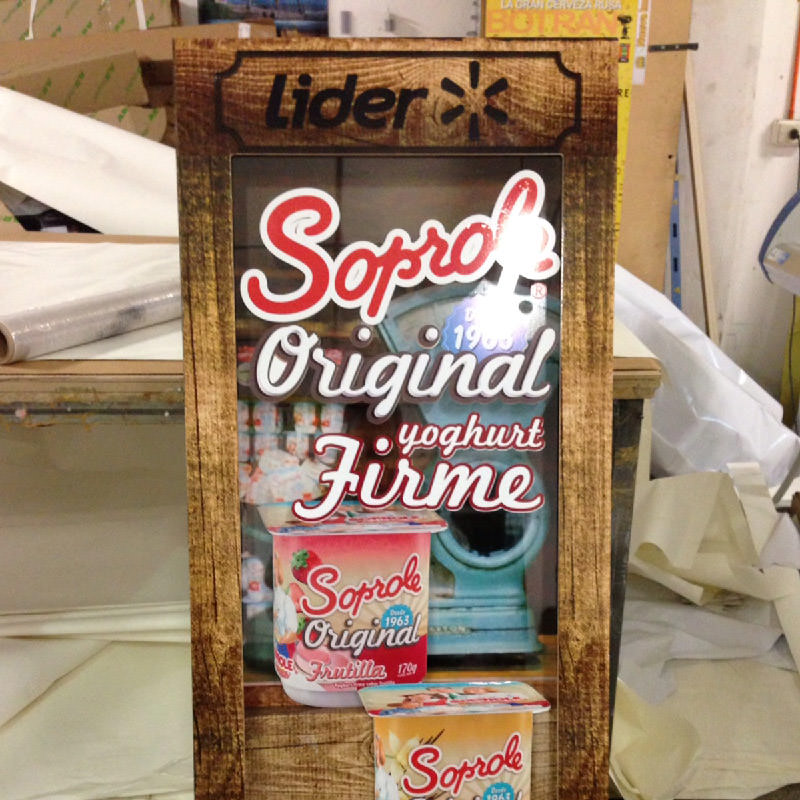 LA GRAN CERVEZA RUSA
BOTRAN
lider
Soprole
®
1963
Original
yoghurt
Firme
Soprole
Desde
1963
Original
Frutilla
170g
Soprole
Desde
1963